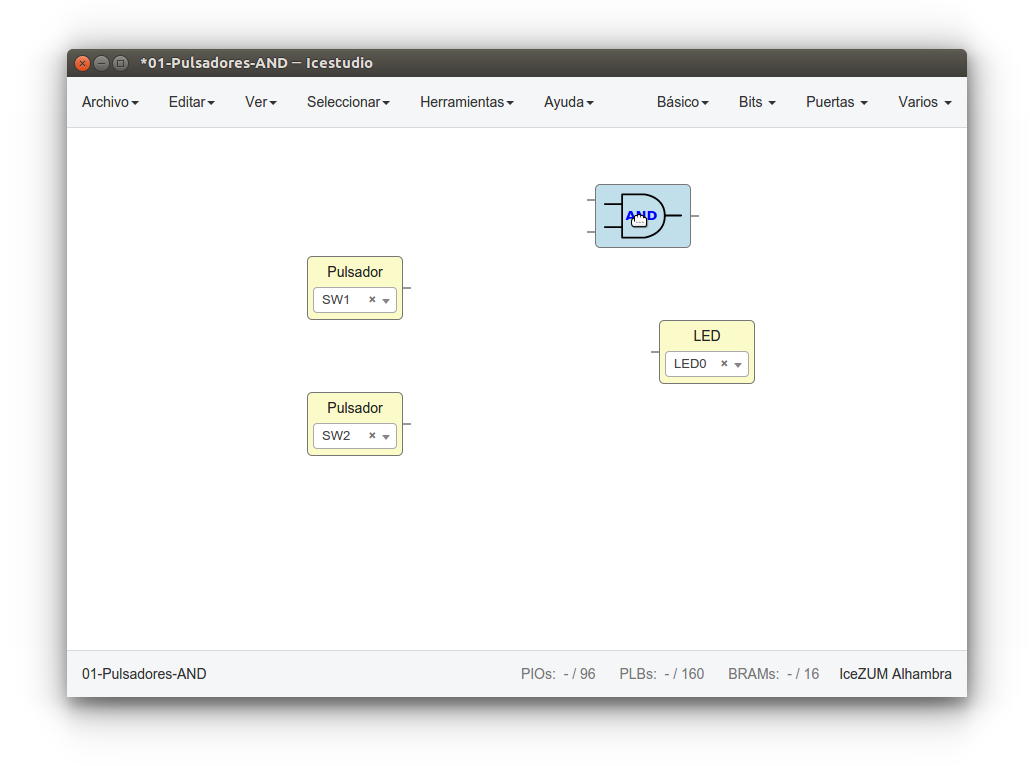 *01-Pulsadores-AND — Icestudio
Archivo Editar Ver Seleccionar Herramientas Ayuda Básico Bits Puertas Varios
AND
Pulsador
SW1 ×
LED
LED0 ×
Pulsador
SW2 ×
01-Pulsadores-AND PIOs: - / 96 PLBs: - / 160 BRAMs: - / 16 IceZUM Alhambra